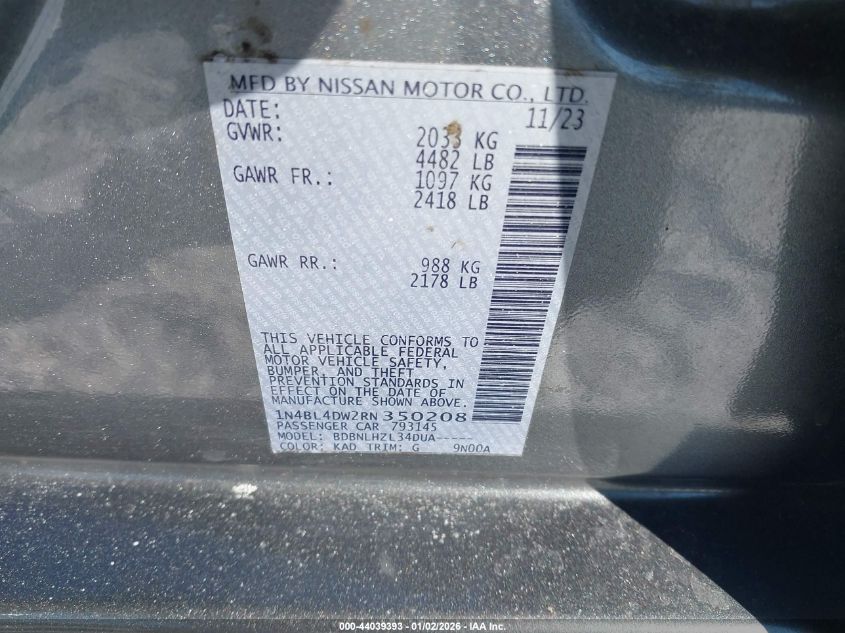 MFD BY NISSAN MOTOR CO., LTD.
DATE: 11/23
GVWR: 2033 KG
4482 LB
GAWR FR.: 1097 KG
2418 LB
GAWR RR.: 988 KG
2178 LB
THIS VEHICLE CONFORMS TO
ALL APPLICABLE FEDERAL
MOTOR VEHICLE SAFETY,
BUMPER, AND THEFT
PREVENTION STANDARDS IN
EFFECT ON THE DATE OF
MANUFACTURE SHOWN ABOVE.
1N4BL4DW2RN350208
PASSENGER CAR 793145
MODEL: BDBNLHZL34DUA-----
COLOR: KAD TRIM: G 9N00A
000-44039393 - 01/02/2026 - IAA Inc.